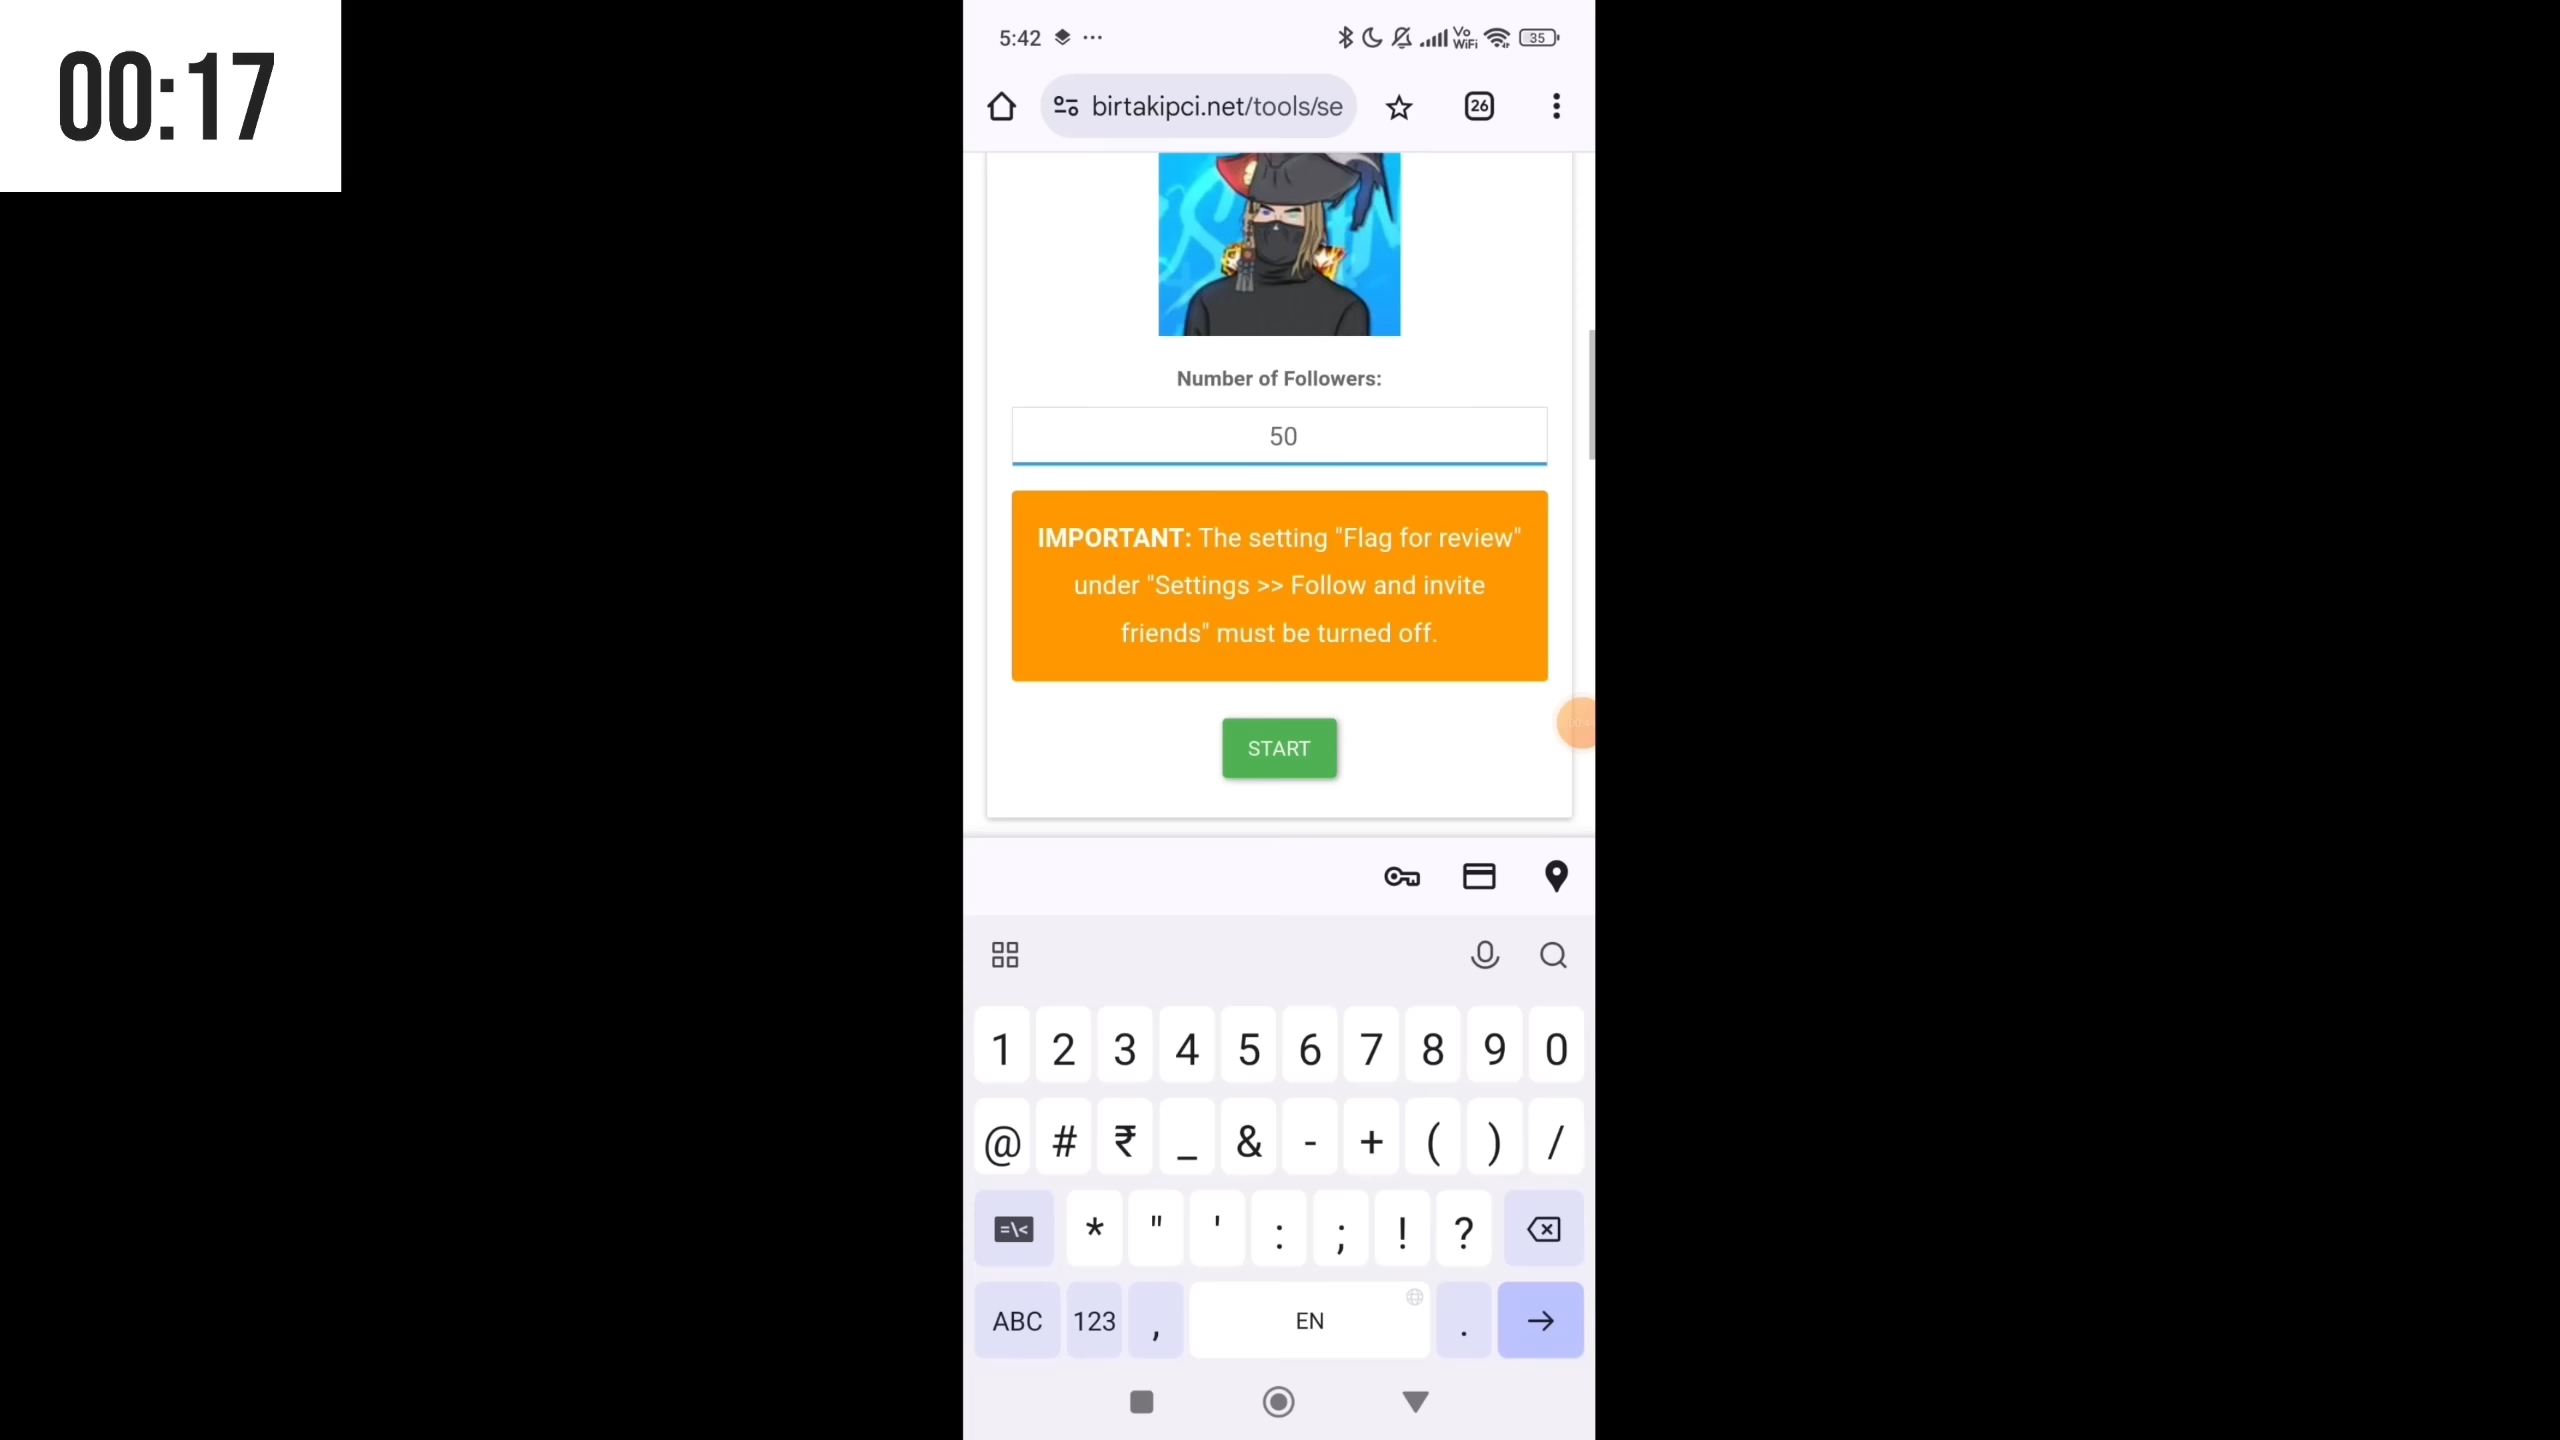 00:17
5:42
Vo
WiFi
35
birtakipci.net/tools/se
26
Number of Followers:
50
IMPORTANT: The setting "Flag for review"
under "Settings >> Follow and invite
friends" must be turned off.
START
1 2 3 4 5 6 7 8 9 0
@ # ₹ _ & - + ( ) /
=\< * " ' : ; ! ?
ABC 123 , EN .